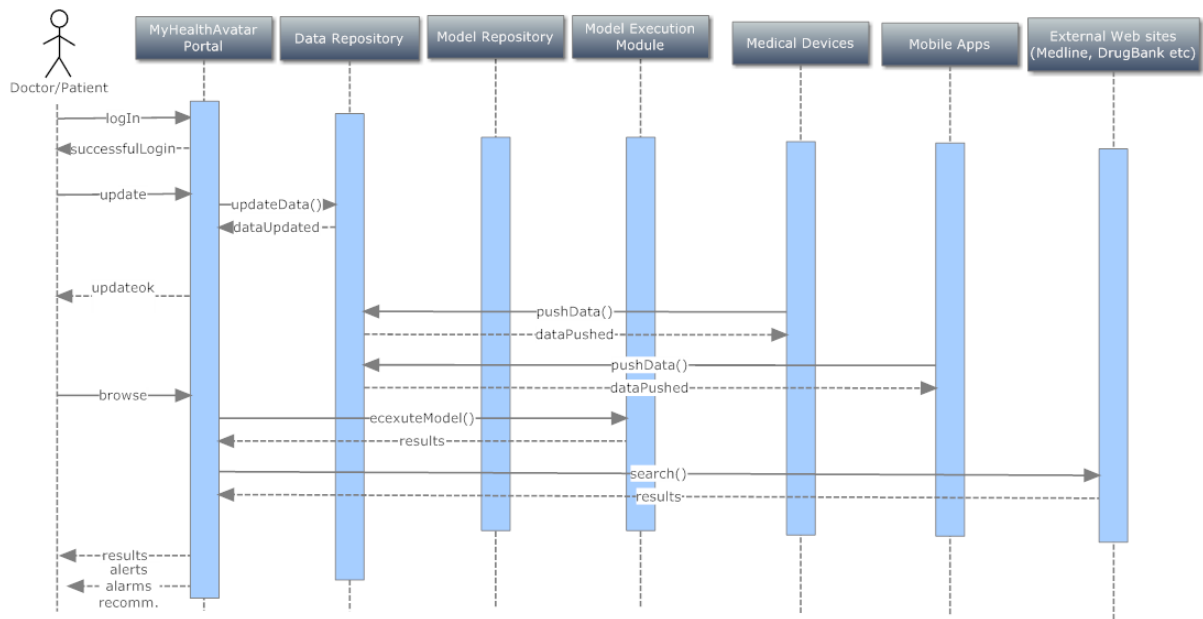 MyHealthAvatar
Portal
Data Repository
Model Repository
Model Execution
Module
Medical Devices
Mobile Apps
External Web sites
(Medline, DrugBank etc)
Doctor/Patient
logIn
successfulLogin
update
updateData()
dataUpdated
updateok
pushData()
dataPushed
pushData()
dataPushed
browse
ecexuteModel()
results
search()
results
results
alerts
alarms
recomm.